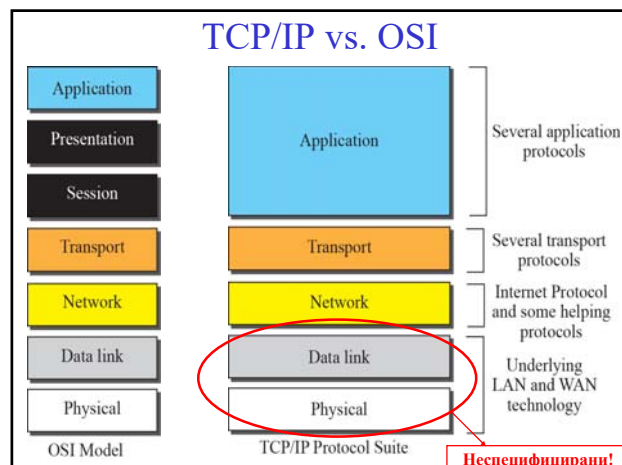 TCP/IP vs. OSI
Application
Presentation
Session
Transport
Network
Data link
Physical
OSI Model
Application
Transport
Network
Data link
Physical
TCP/IP Protocol Suite
Several application
protocols
Several transport
protocols
Internet Protocol
and some helping
protocols
Underlying
LAN and WAN
technology
Неспецифицирани!